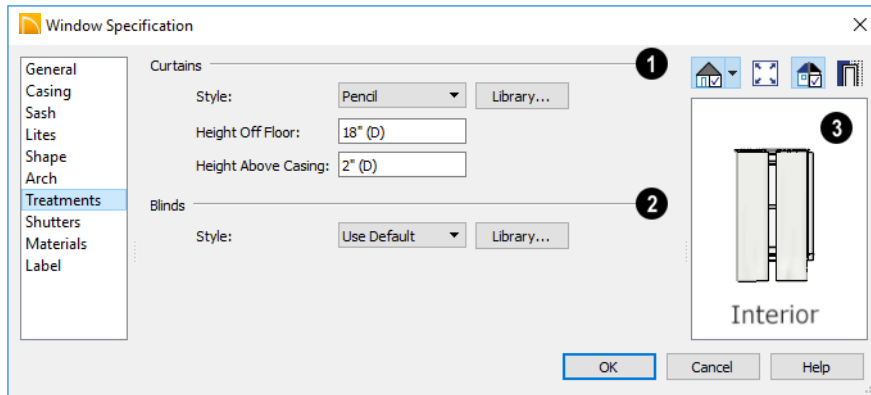 Window Specification
General
Casing
Sash
Lites
Shape
Arch
Treatments
Shutters
Materials
Label
Curtains
1
Style:
Pencil
Library...
Height Off Floor:
18" (D)
Height Above Casing:
2" (D)
Blinds
2
Style:
Use Default
Library...
3
Interior
OK
Cancel
Help